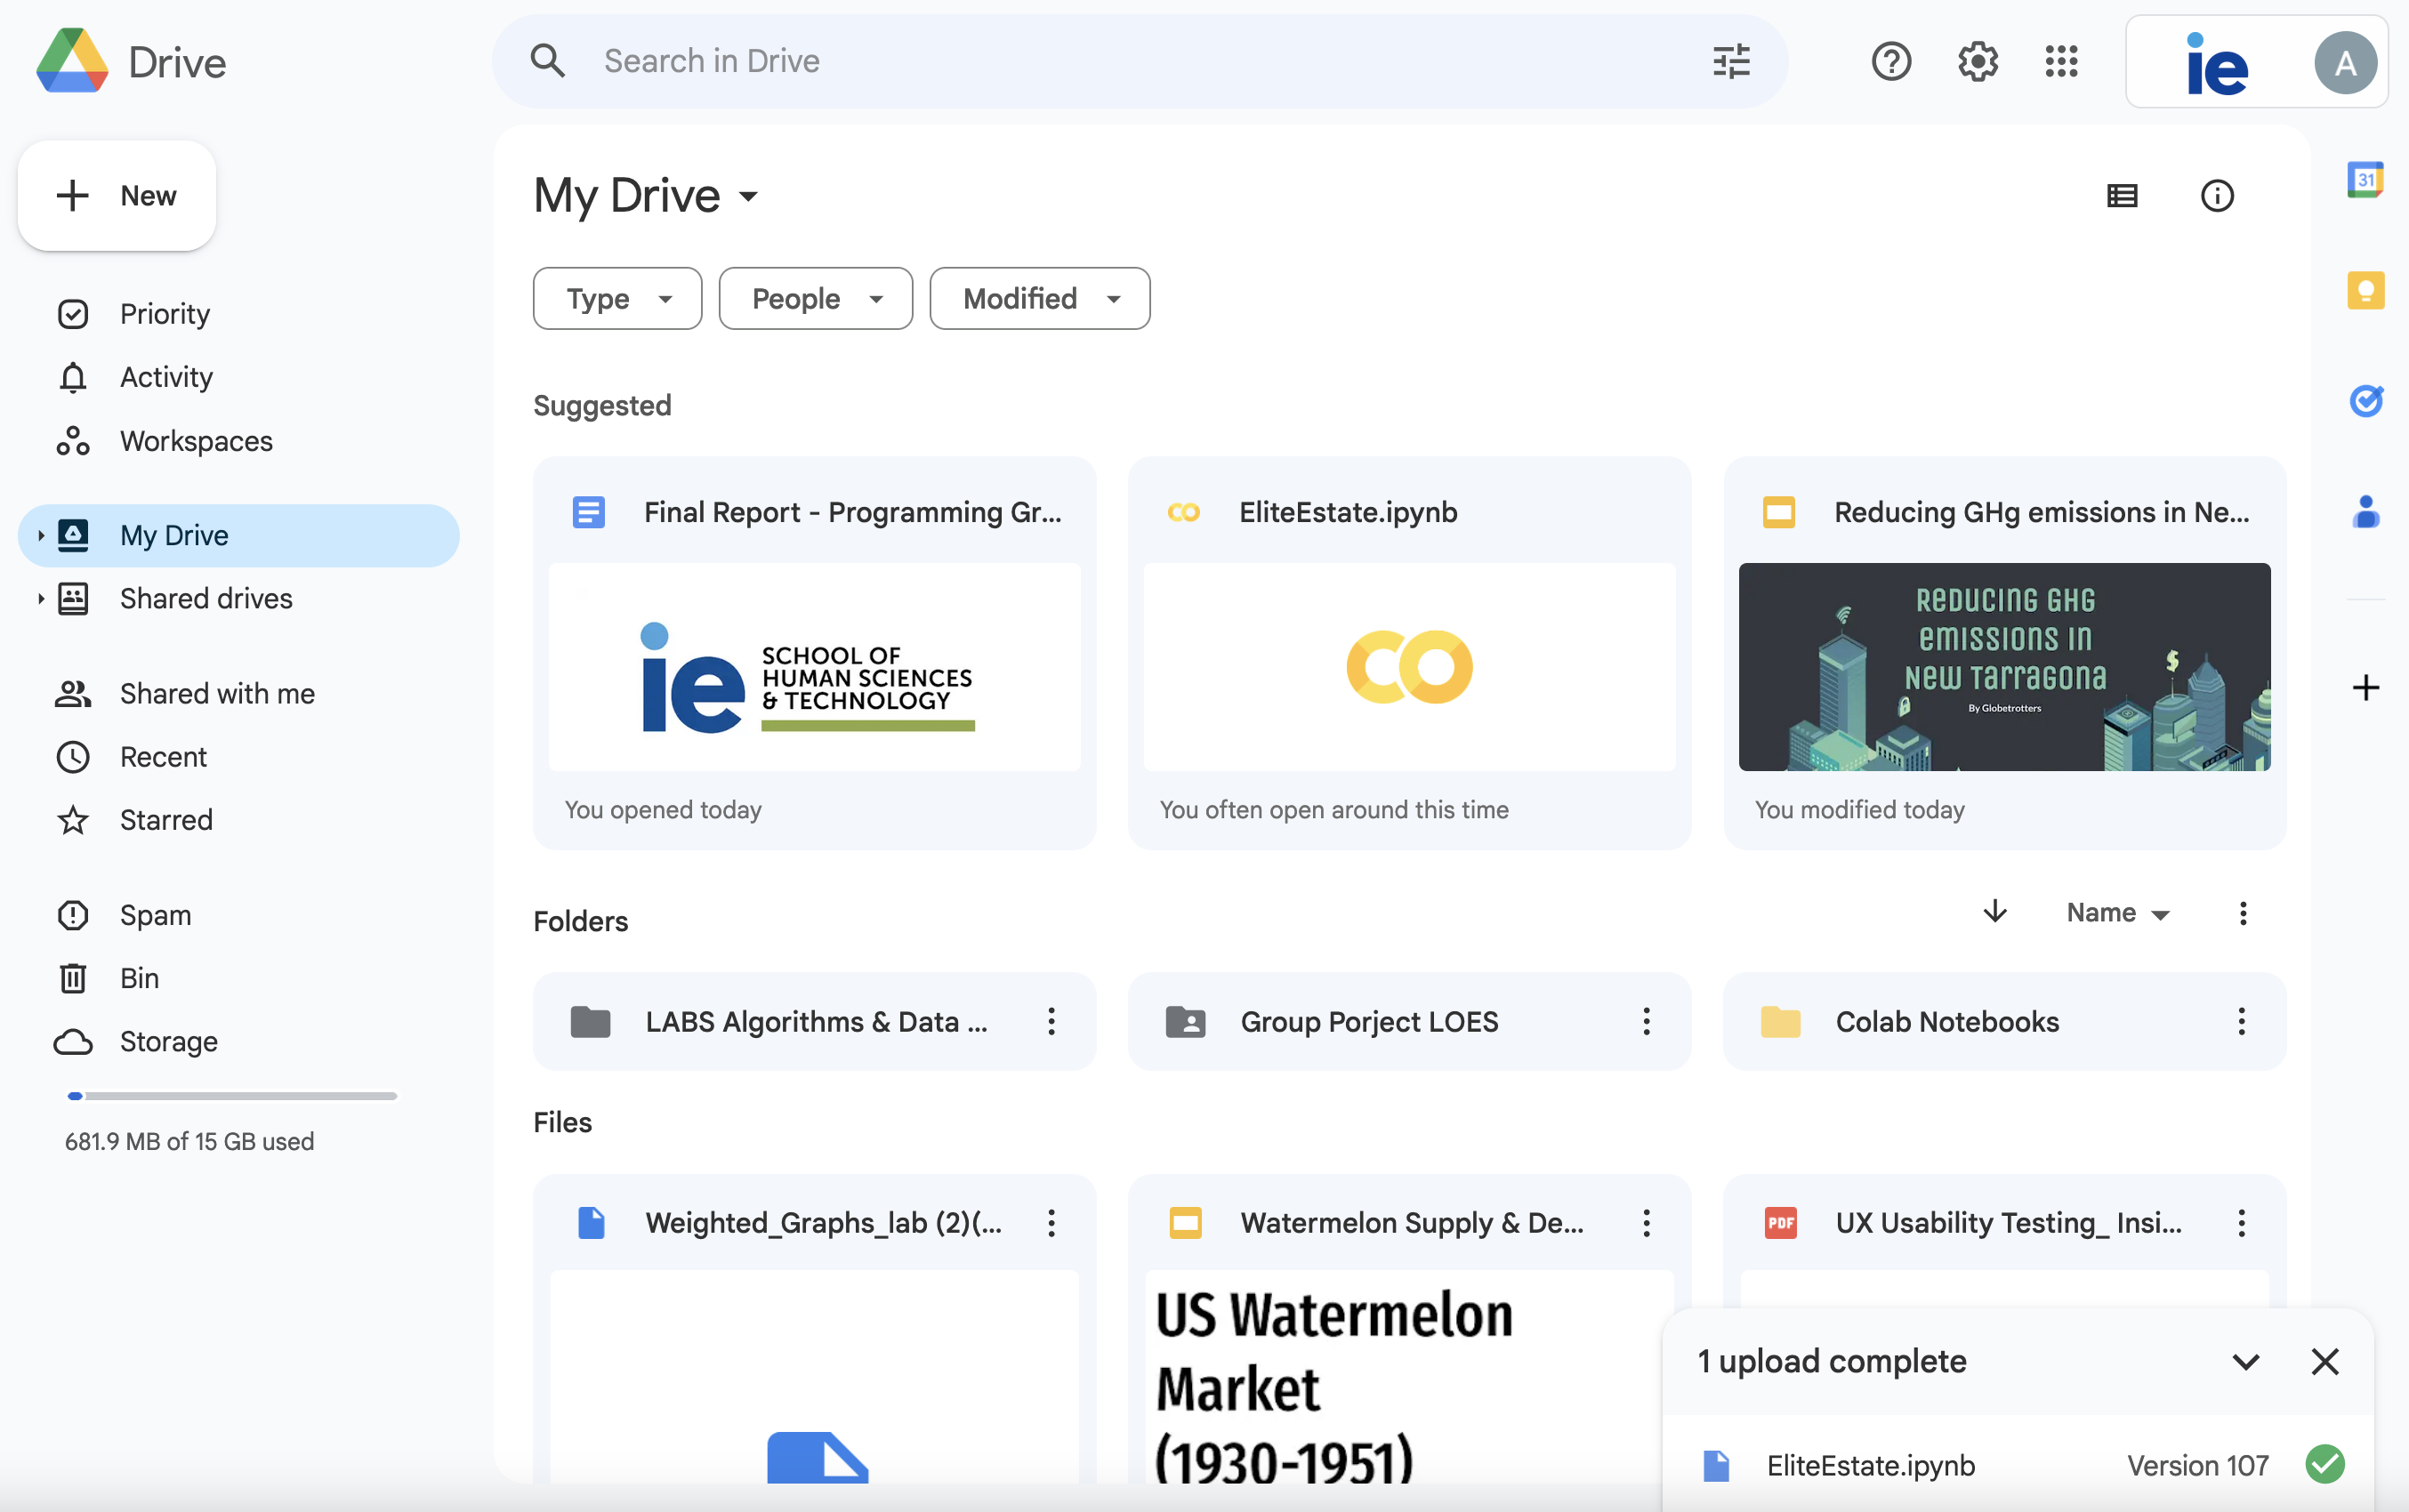 Drive
Search in Drive
ie
A
New
Priority
Activity
Workspaces
My Drive
Shared drives
Shared with me
Recent
Starred
Spam
Bin
Storage
681.9 MB of 15 GB used
My Drive
Type
People
Modified
Suggested
Final Report - Programming Gr...
ie
SCHOOL OF
HUMAN SCIENCES
& TECHNOLOGY
You opened today
EliteEstate.ipynb
You often open around this time
Reducing GHg emissions in Ne...
Reducing GHG
emissions in
New Tarragona
By Globetrotters
$
You modified today
Folders
Name
LABS Algorithms & Data ...
Group Porject LOES
Colab Notebooks
Files
Weighted_Graphs_lab (2)(...
Watermelon Supply & De...
US Watermelon
Market
(1930-1951)
PDF
UX Usability Testing_ Insi...
31
1 upload complete
EliteEstate.ipynb
Version 107